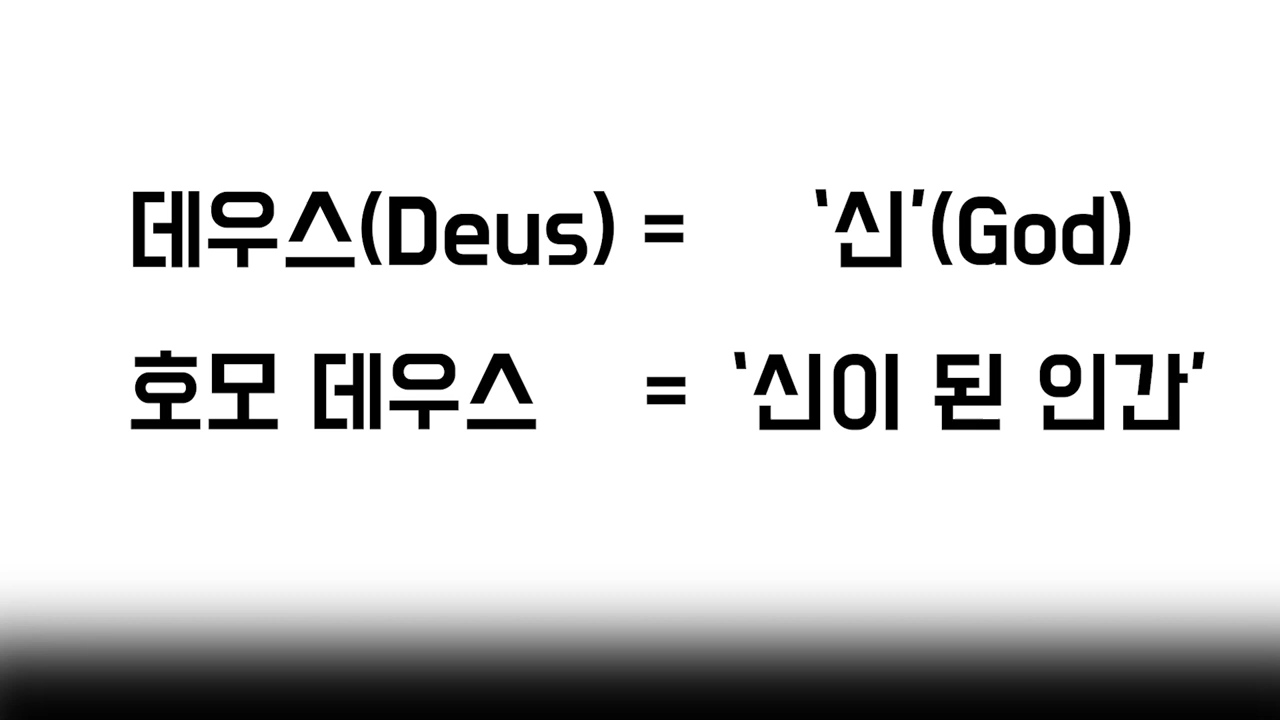 데우스(Deus) = ‘신’(God)
호모 데우스 = ‘신이 된 인간’